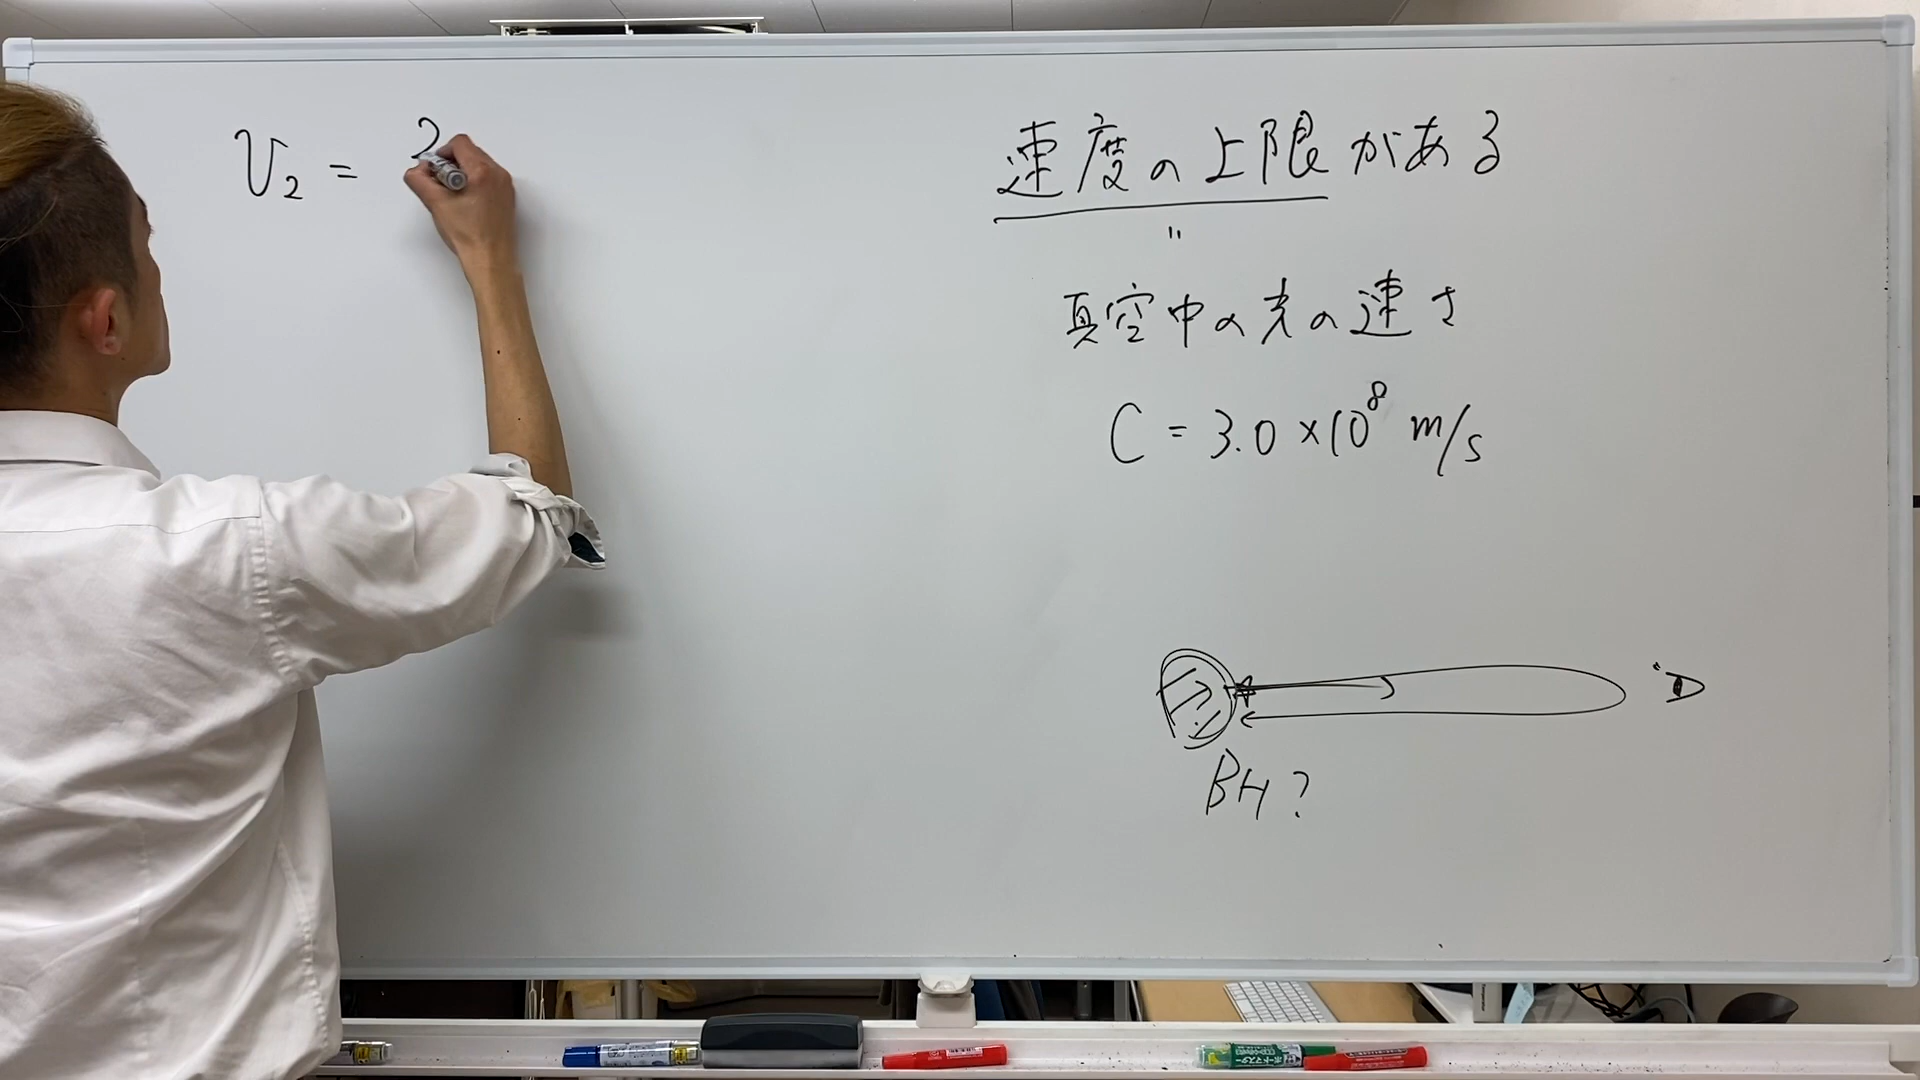 V₂ = 2
速度の上限がある
〃
真空中の光の速さ
C = 3.0 ×10⁸ m/s
BH?